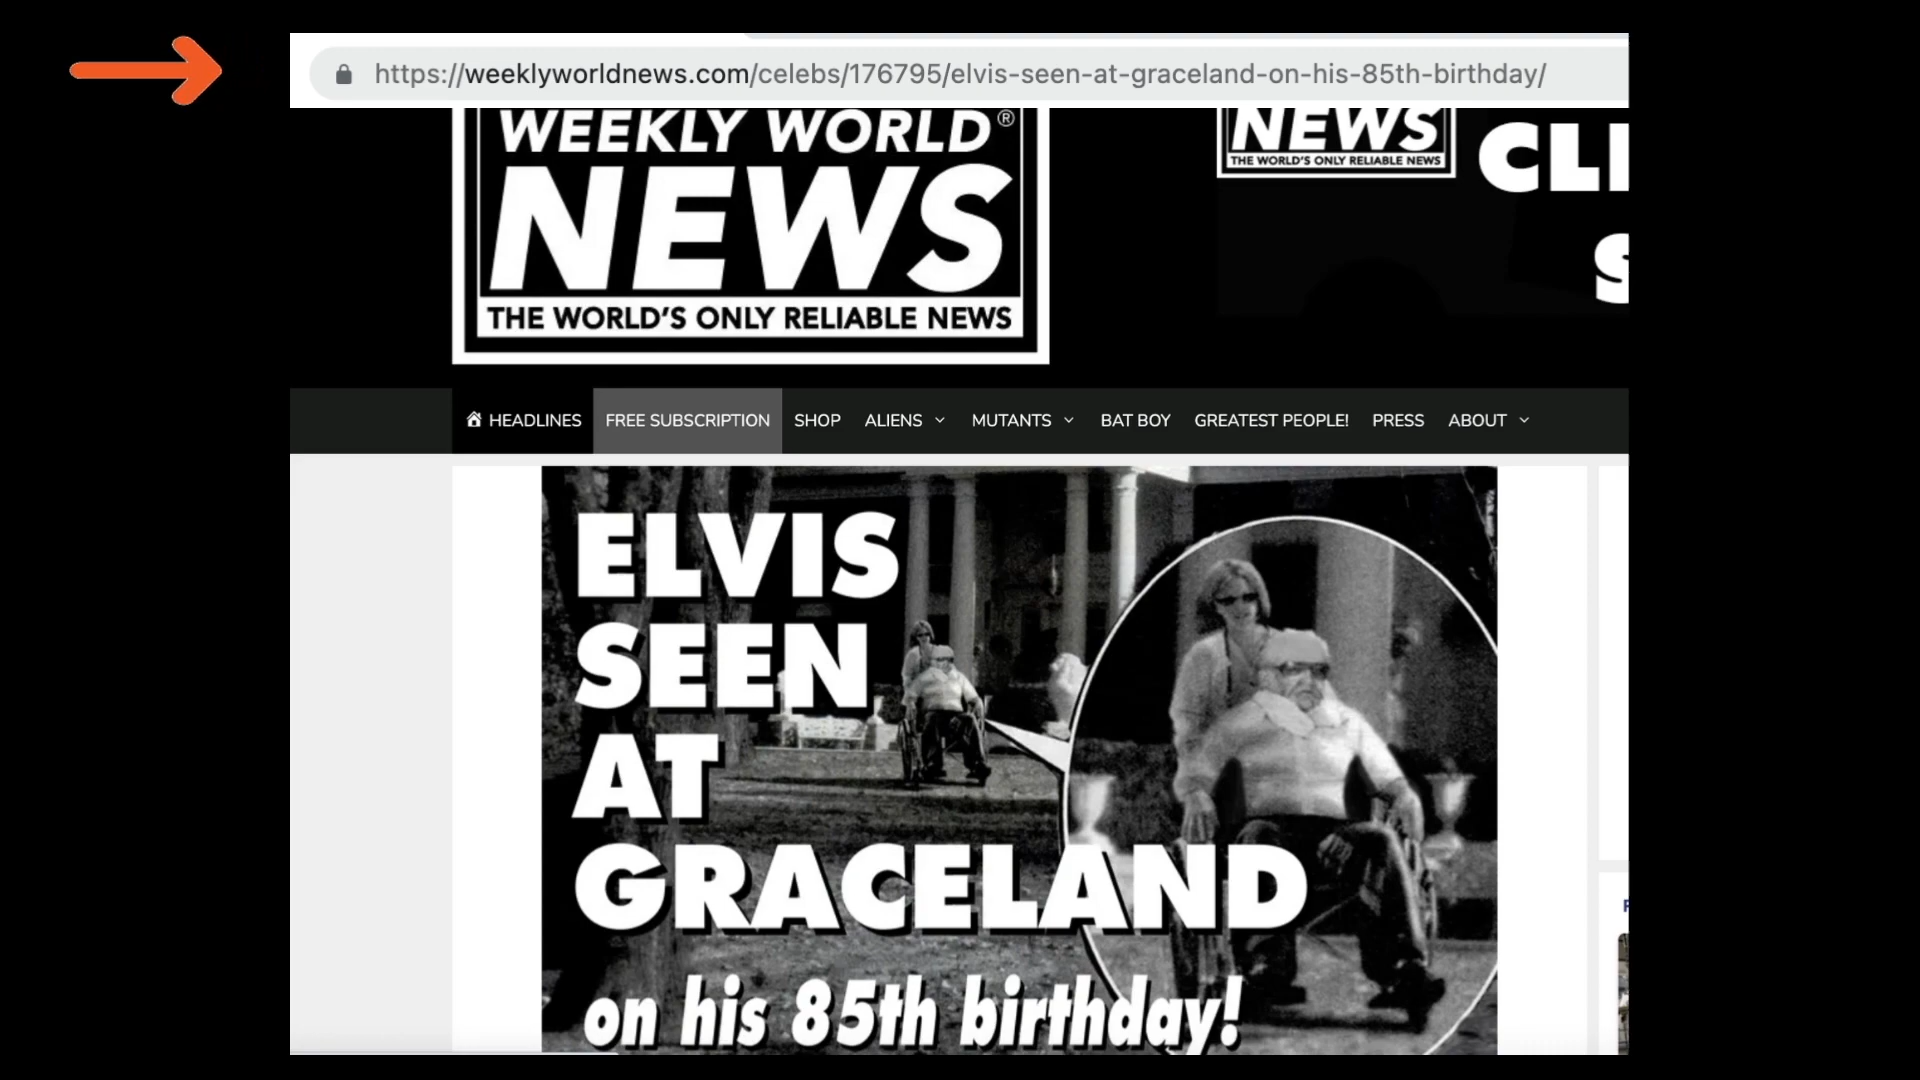 https://weeklyworldnews.com/celebs/176795/elvis-seen-at-graceland-on-his-85th-birthday/
WEEKLY WORLD®
NEWS
THE WORLD'S ONLY RELIABLE NEWS
NEWS
THE WORLD'S ONLY RELIABLE NEWS
CLI
S
HEADLINES FREE SUBSCRIPTION SHOP ALIENS MUTANTS BAT BOY GREATEST PEOPLE! PRESS ABOUT
ELVIS
SEEN
AT
GRACELAND
on his 85th birthday!